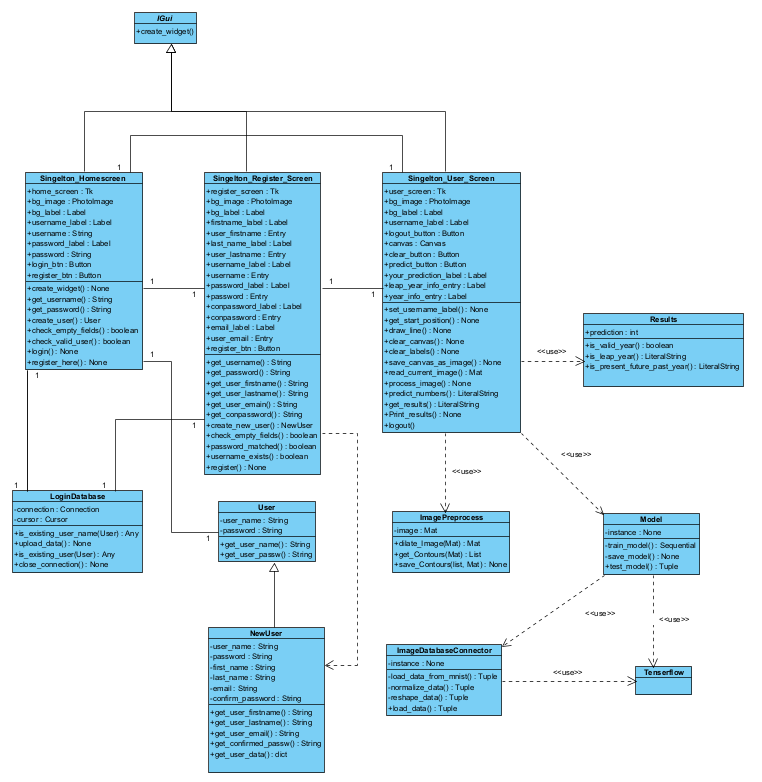 IGui
+create_widget()
1
1
Singelton_Homescreen
+home_screen : Tk
+bg_image : PhotoImage
+bg_label : Label
+username_label : Label
+username : String
+password_label : Label
+password : String
+login_btn : Button
+register_btn : Button
+create_widget() : None
+get_username() : String
+get_password() : String
+create_user() : User
+check_empty_fields() : boolean
+check_valid_user() : boolean
+login() : None
+register_here() : None
Singelton_Register_Screen
+register_screen : Tk
+bg_image : PhotoImage
+bg_label : Label
+firstname_label : Label
+user_firstname : Entry
+last_name_label : Label
+user_lastname : Entry
+username_label : Label
+username : Entry
+password_label : Label
+password : Entry
+conpassword_label : Label
+conpassword : Entry
+email_label : Label
+user_email : Entry
+register_btn : Button
+get_username() : String
+get_password() : String
+get_user_firstname() : String
+get_user_lastname() : String
+get_user_emain() : String
+get_conpassword() : String
+create_new_user() : NewUser
+check_empty_fields() : boolean
+password_matched() : boolean
+username_exists() : boolean
+register() : None
Singelton_User_Screen
+user_screen : Tk
+bg_image : PhotoImage
+bg_label : Label
+username_label : Label
+logout_button : Button
+canvas : Canvas
+clear_button : Button
+predict_button : Button
+your_prediction_label : Label
+leap_year_info_entry : Label
+year_info_entry : Label
+set_username_label() : None
+get_start_position() : None
+draw_line() : None
+clear_canvas() : None
+clear_labels() : None
+save_canvas_as_image() : None
+read_current_image() : Mat
+process_image() : None
+predict_numbers() : LiteralString
+get_results() : LiteralString
+Print_results() : None
+logout()
1
1
1
1
1
1
1
1
1
1
<<use>>
Results
+prediction : int
+is_valid_year() : boolean
+is_leap_year() : LiteralString
+is_present_future_past_year() : LiteralString
<<use>>
<<use>>
LoginDatabase
-connection : Connection
-cursor : Cursor
+is_existing_user_name(User) : Any
+upload_data() : None
+is_existing_user(User) : Any
+close_connection() : None
User
-user_name : String
-password : String
+get_user_name() : String
+get_user_passw() : String
ImagePreprocess
-image : Mat
+dilate_Image(Mat) : Mat
+get_Contours(Mat) : List
+save_Contours(list, Mat) : None
Model
-instance : None
-train_model() : Sequential
-save_model() : None
+test_model() : Tuple
<<use>>
<<use>>
NewUser
-user_name : String
-password : String
-first_name : String
-last_name : String
-email : String
-confirm_password : String
+get_user_firstname() : String
+get_user_lastname() : String
+get_user_email() : String
+get_confirmed_passw() : String
+get_user_data() : dict
ImageDatabaseConnector
-instance : None
-load_data_from_mnist() : Tuple
-normalize_data() : Tuple
-reshape_data() : Tuple
+load_data() : Tuple
<<use>>
Tenserflow